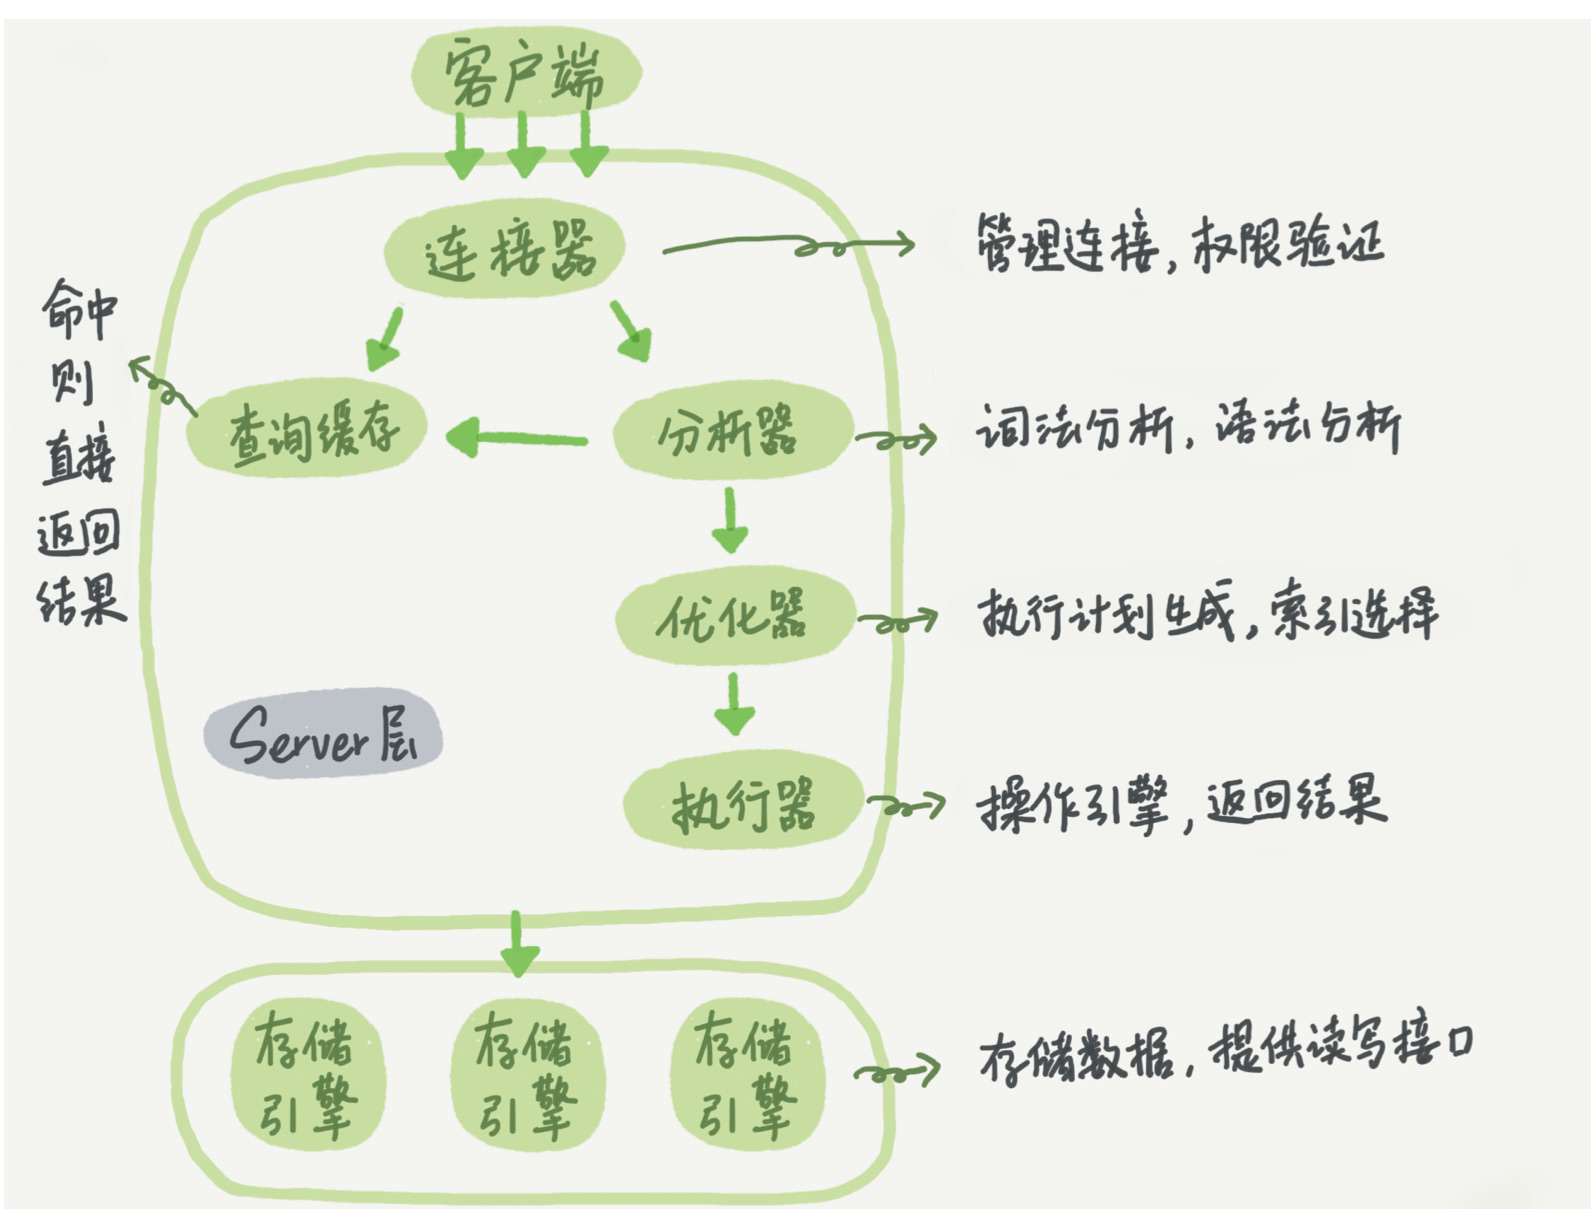 客户端
连接器
管理连接，权限验证
命中
则
直接
返回
结果
查询缓存
分析器
词法分析，语法分析
优化器
执行计划生成，索引选择
Server层
执行器
操作引擎，返回结果
存储
引擎
存储
引擎
存储
引擎
存储数据，提供读写接口